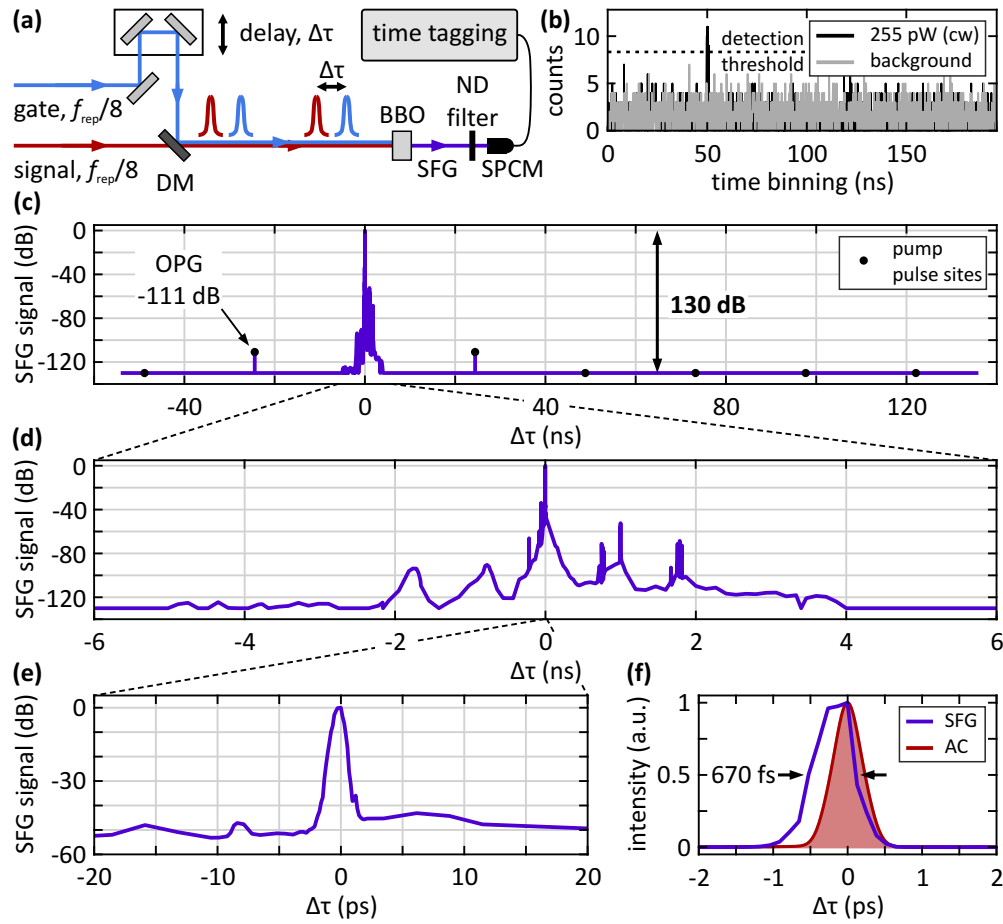 (a)
delay, Δτ
time tagging
gate, f_rep/8
Δτ
BBO
ND
filter
signal, f_rep/8
DM
SFG
SPCM
(b)
counts
10
5
0
detection
threshold
255 pW (cw)
background
0 50 100 150
time binning (ns)
(c)
SFG signal (dB)
0
-40
-80
-120
OPG
-111 dB
130 dB
pump
pulse sites
-40 0 40 80 120
Δτ (ns)
(d)
SFG signal (dB)
0
-40
-80
-120
-6 -4 -2 0 2 4 6
Δτ (ns)
(e)
SFG signal (dB)
0
-30
-60
-20 -10 0 10 20
Δτ (ps)
(f)
intensity (a.u.)
1
0.5
0
670 fs
SFG
AC
-2 -1 0 1 2
Δτ (ps)